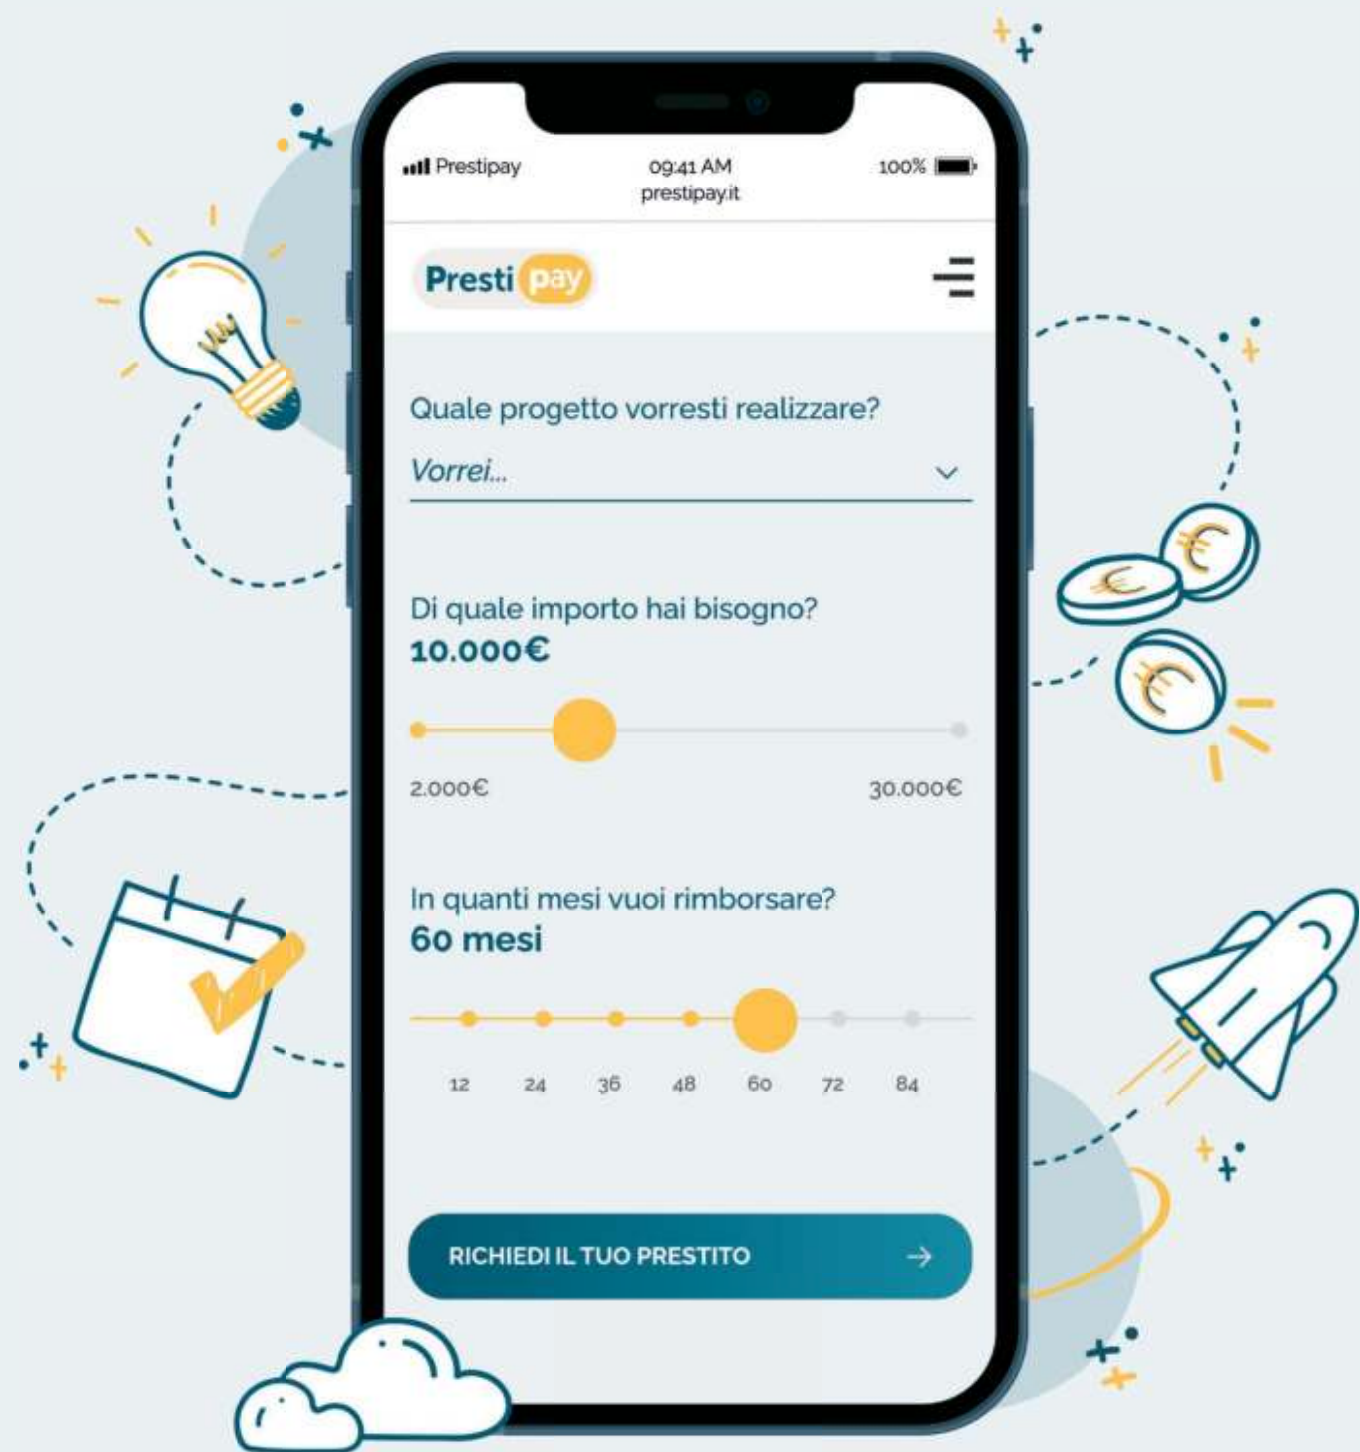 Prestipay
09:41 AM
100%
prestipay.it
Presti pay
Quale progetto vorresti realizzare?
Vorrei...
Di quale importo hai bisogno?
10.000€
2.000€ 30.000€
In quanti mesi vuoi rimborsare?
60 mesi
12 24 36 48 60 72 84
RICHIEDI IL TUO PRESTITO